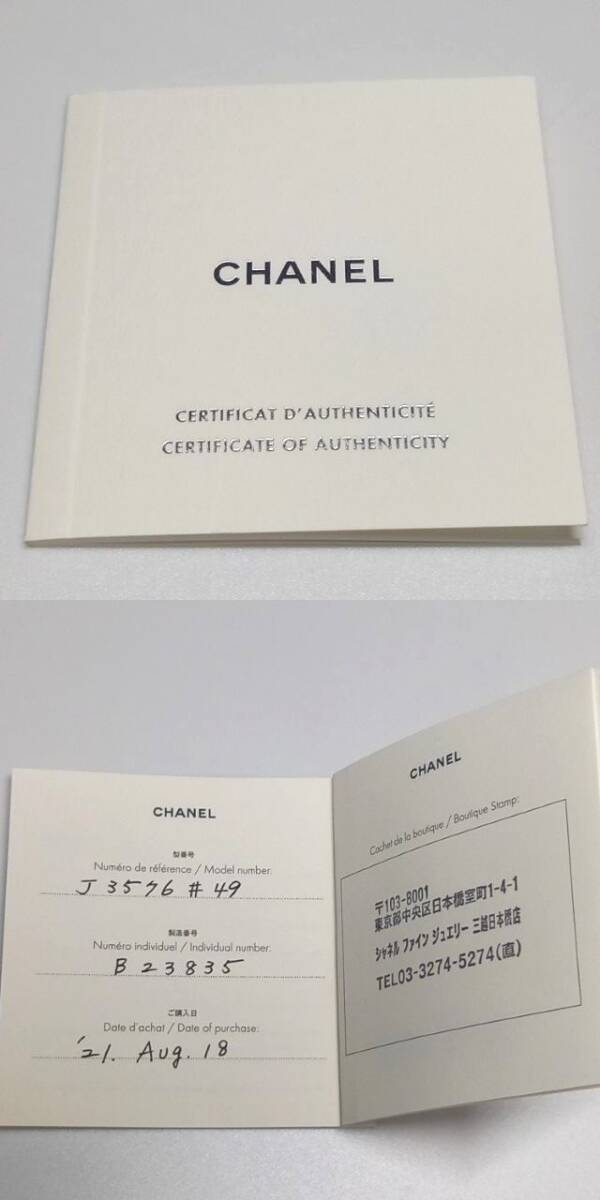 CHANEL
CERTIFICAT D'AUTHENTICITÉ
CERTIFICATE OF AUTHENTICITY
CHANEL
型番号
Numéro de référence / Model number:
J 3576 # 49
製造番号
Numéro individuel / Individual number:
B 23835
ご購入日
Date d'achat / Date of purchase:
'21. Aug. 18
CHANEL
Cachet de la boutique / Boutique Stamp:
〒103-8001
東京都中央区日本橋室町1-4-1
シャネル ファイン ジュエリー 三越日本橋店
TEL03-3274-5274(直)